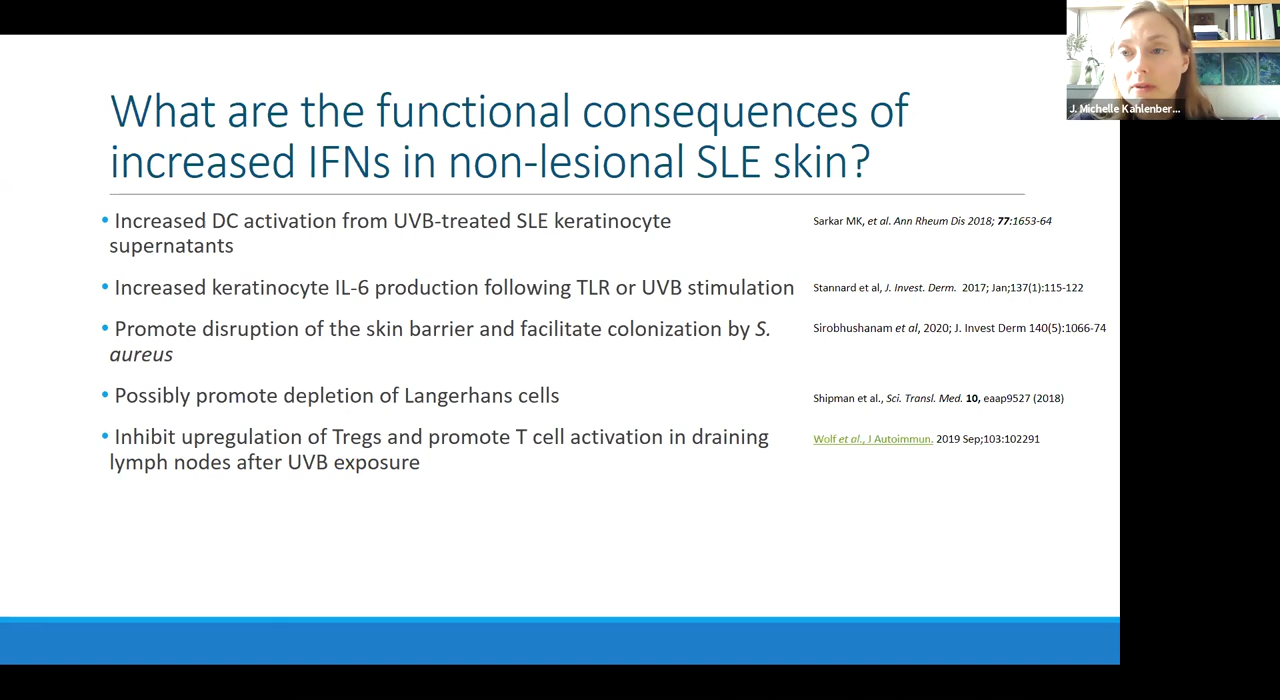 J. Michelle Kahlenber...
What are the functional consequences of
increased IFNs in non-lesional SLE skin?
• Increased DC activation from UVB-treated SLE keratinocyte
supernatants
Sarkar MK, et al. Ann Rheum Dis 2018; 77:1653-64
• Increased keratinocyte IL-6 production following TLR or UVB stimulation
Stannard et al, J. Invest. Derm. 2017; Jan;137(1):115-122
• Promote disruption of the skin barrier and facilitate colonization by S.
aureus
Sirobhushanam et al, 2020; J. Invest Derm 140(5):1066-74
• Possibly promote depletion of Langerhans cells
Shipman et al., Sci. Transl. Med. 10, eaap9527 (2018)
• Inhibit upregulation of Tregs and promote T cell activation in draining
lymph nodes after UVB exposure
Wolf et al., J Autoimmun. 2019 Sep;103:102291